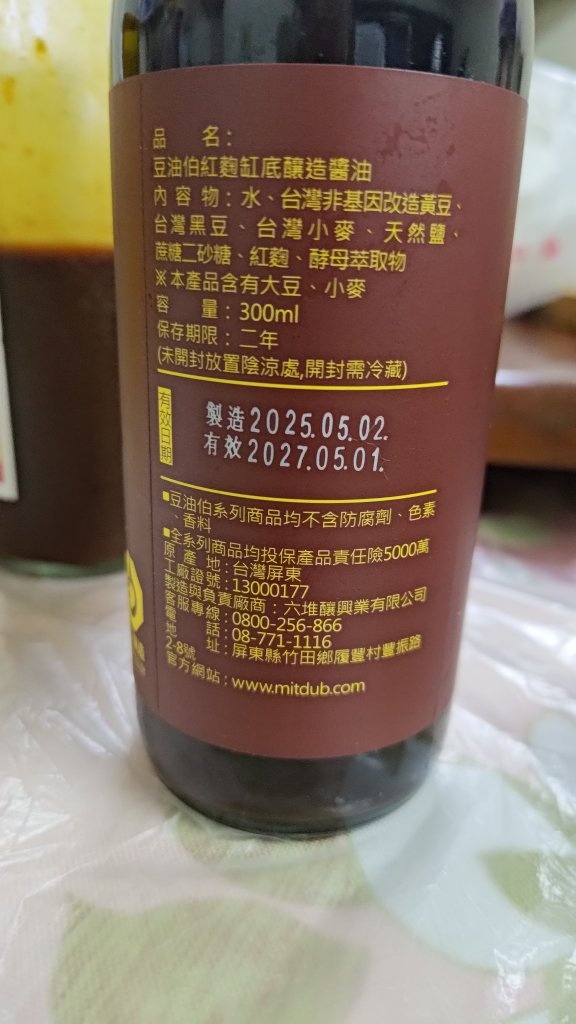 品 名：
豆油伯紅麴缸底釀造醬油
內容物：水、台灣非基因改造黃豆、
台灣黑豆、台灣小麥、天然鹽、
蔗糖二砂糖、紅麴、酵母萃取物
※本產品含有大豆、小麥
容 量：300ml
保存期限：二年
(未開封放置陰涼處,開封需冷藏)
有效日期
製造2025.05.02.
有效2027.05.01.
■豆油伯系列商品均不含防腐劑、色素
、香料
■全系列商品均投保產品責任險5000萬
原產地：台灣屏東
工廠證號：13000177
製造與負責廠商：六堆釀興業有限公司
客服專線：0800-256-866
電 話：08-771-1116
地 址：屏東縣竹田鄉履豐村豐振路
2-8號
官方網站：www.mitdub.com